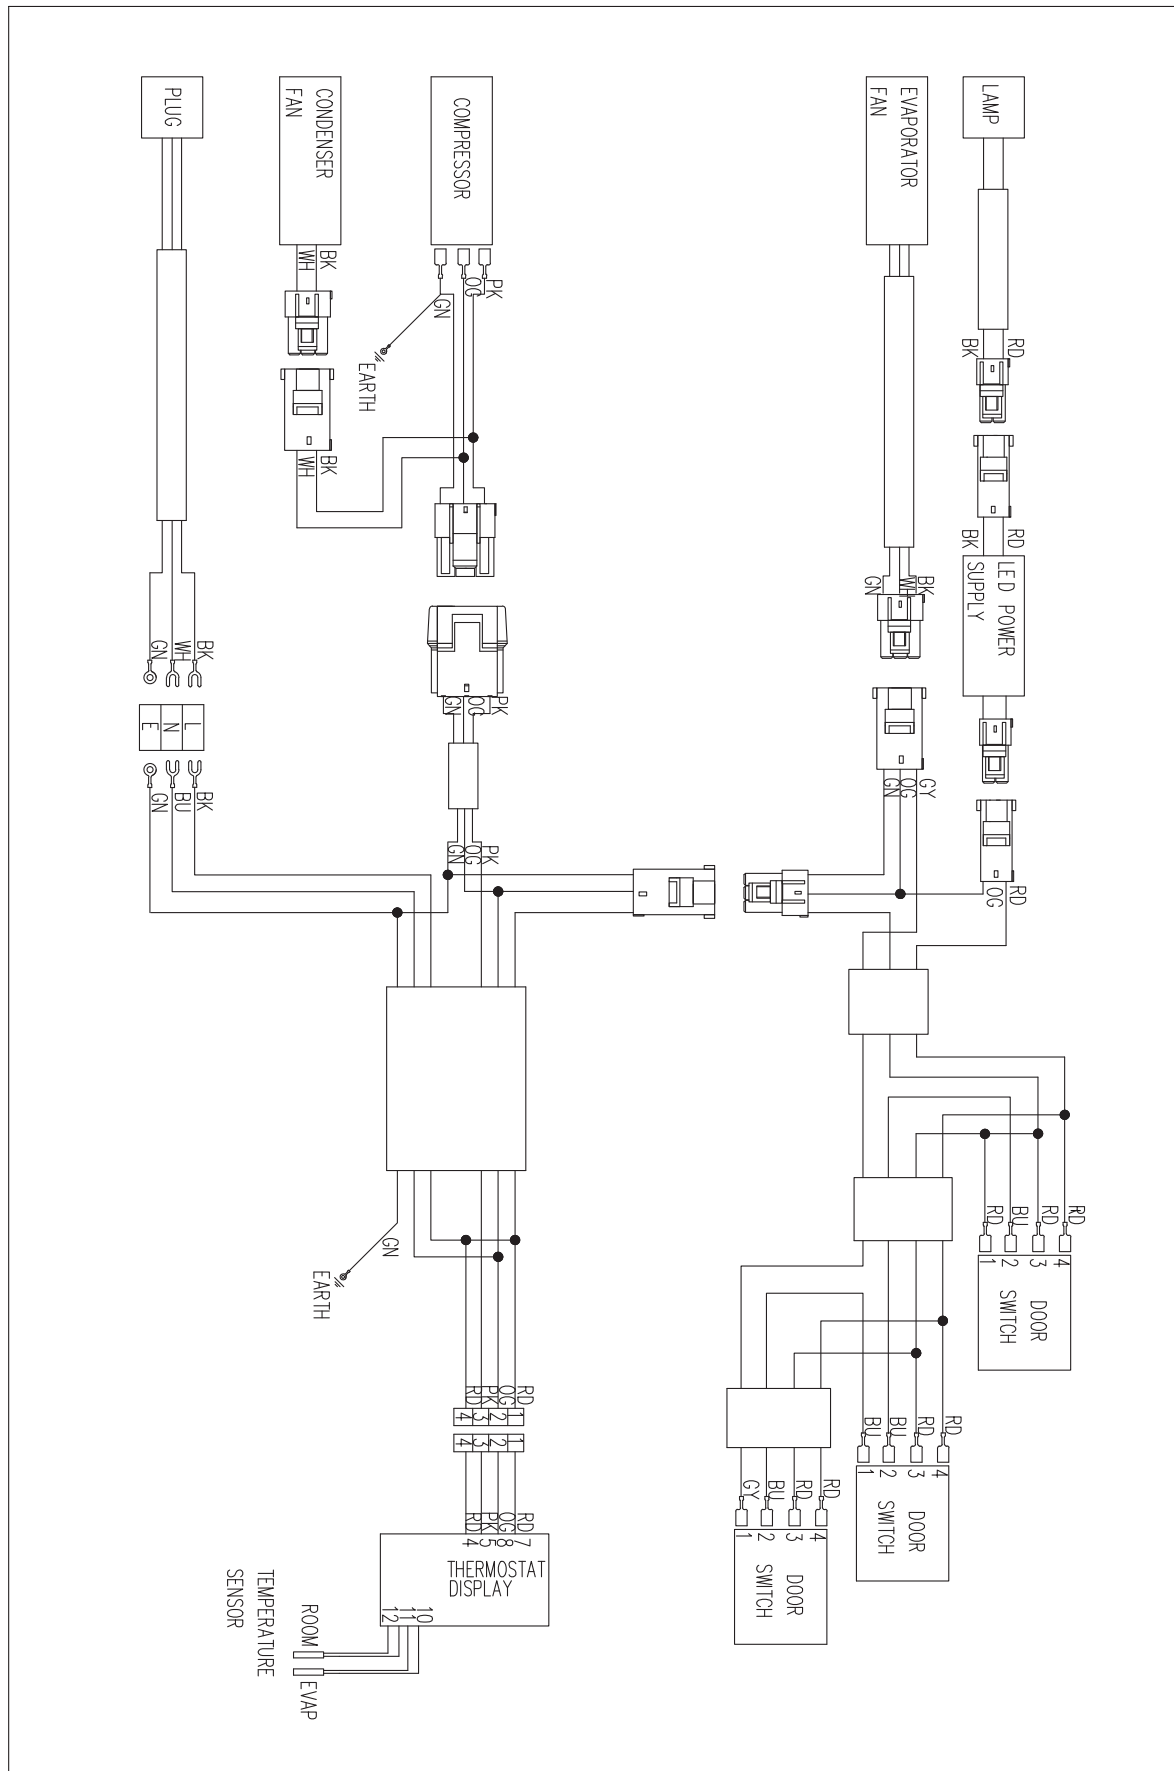 PLUG
GN
WH
BK
E
N
L
GN
BU
BK
CONDENSER
FAN
WH
BK
WH
BK
COMPRESSOR
GN
OG
PK
EARTH
GN
OG
PK
GN
OG
PK
GN
EARTH
RD
PK
OG
RD
4
3
2
1
4
3
2
1
RD
PK
OG
RD
4
5
8
7
THERMOSTAT
DISPLAY
10
11
12
TEMPERATURE
SENSOR
ROOM
EVAP
EVAPORATOR
FAN
GN
WH
BK
GN
OG
GY
LAMP
BK
RD
BK
RD
LED POWER
SUPPLY
OG
RD
RD
BU
RD
RD
1
2
3
4
DOOR
SWITCH
BU
BU
RD
RD
1
2
3
4
DOOR
SWITCH
GY
BU
RD
RD
1
2
3
4
DOOR
SWITCH